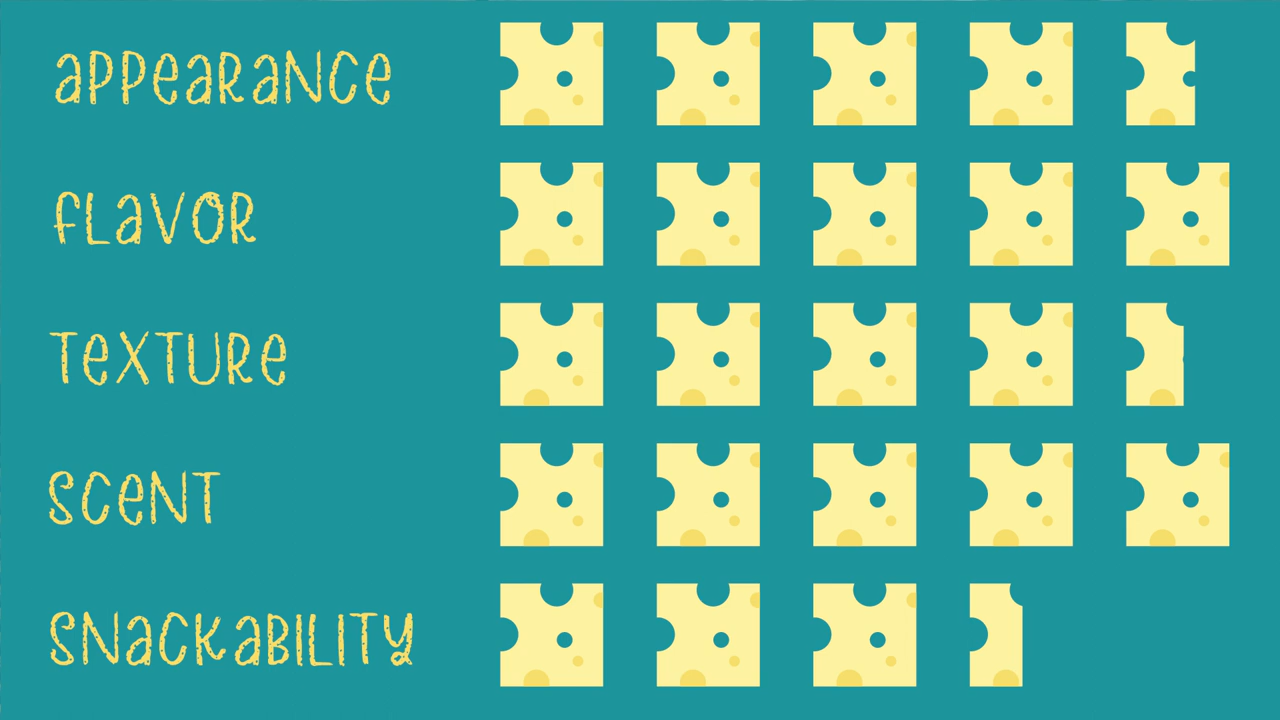 appearance
flavor
texture
scent
snackability